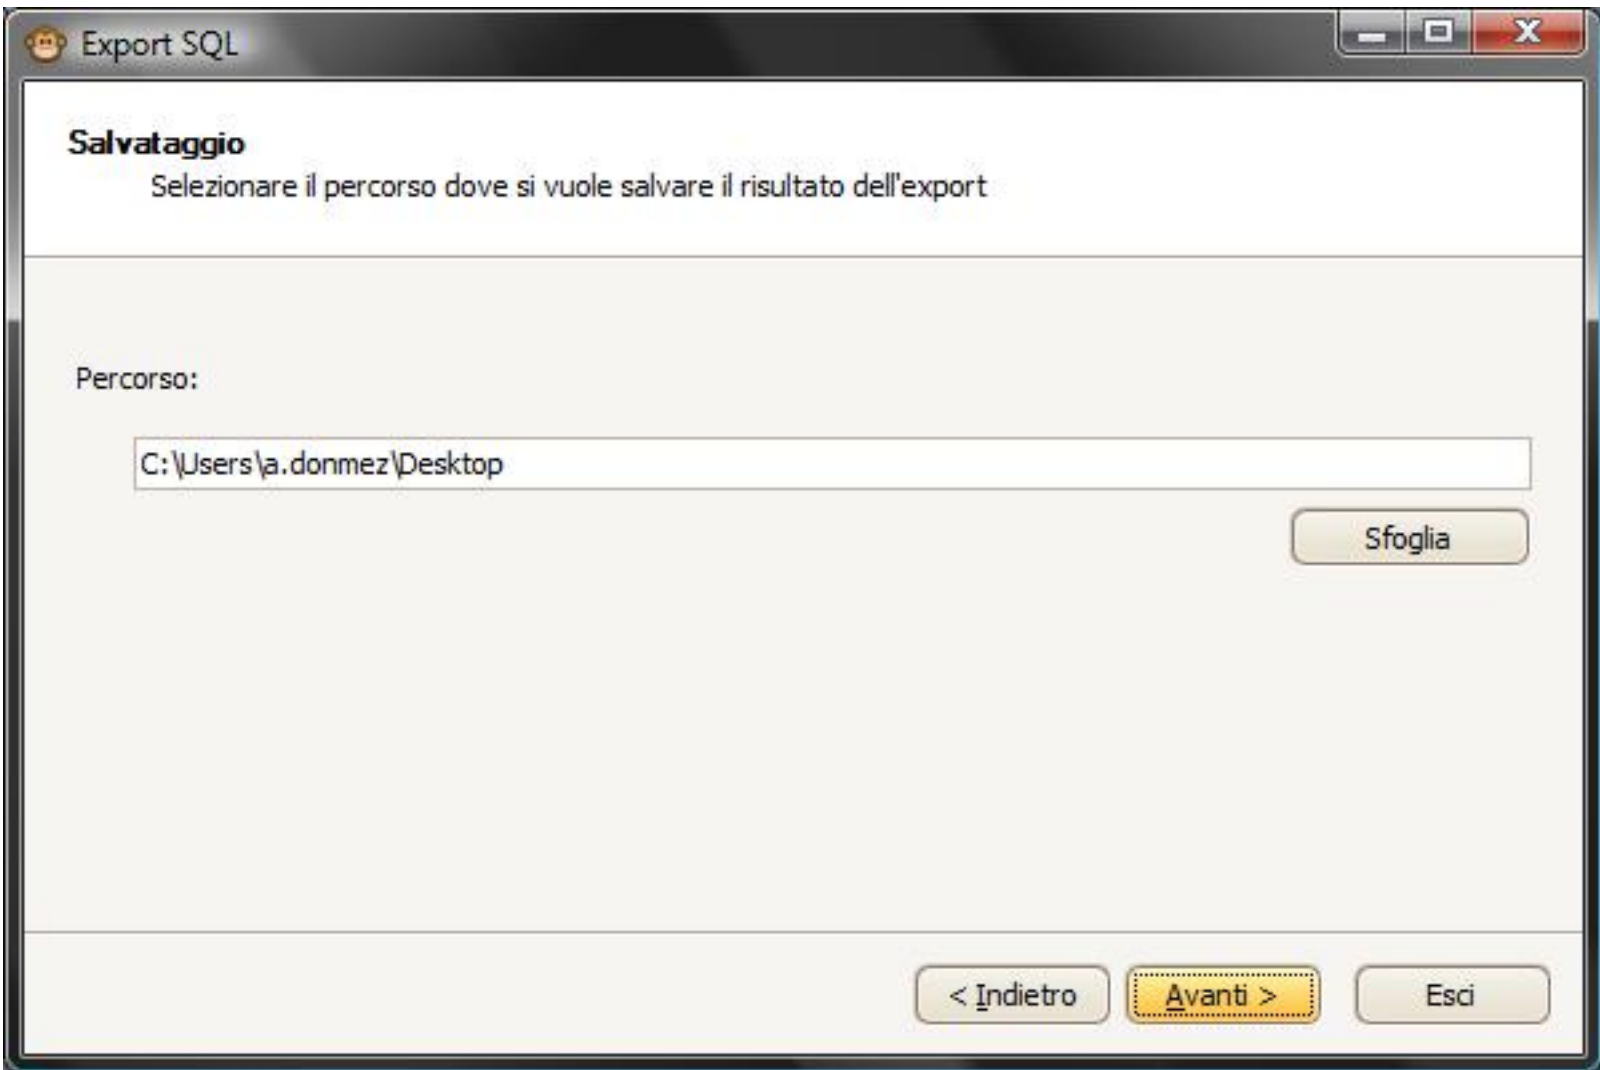 Export SQL
Salvataggio
Selezionare il percorso dove si vuole salvare il risultato dell'export
Percorso:
C:\Users\a.donmez\Desktop
Sfoglia
< Indietro
Avanti >
Esci